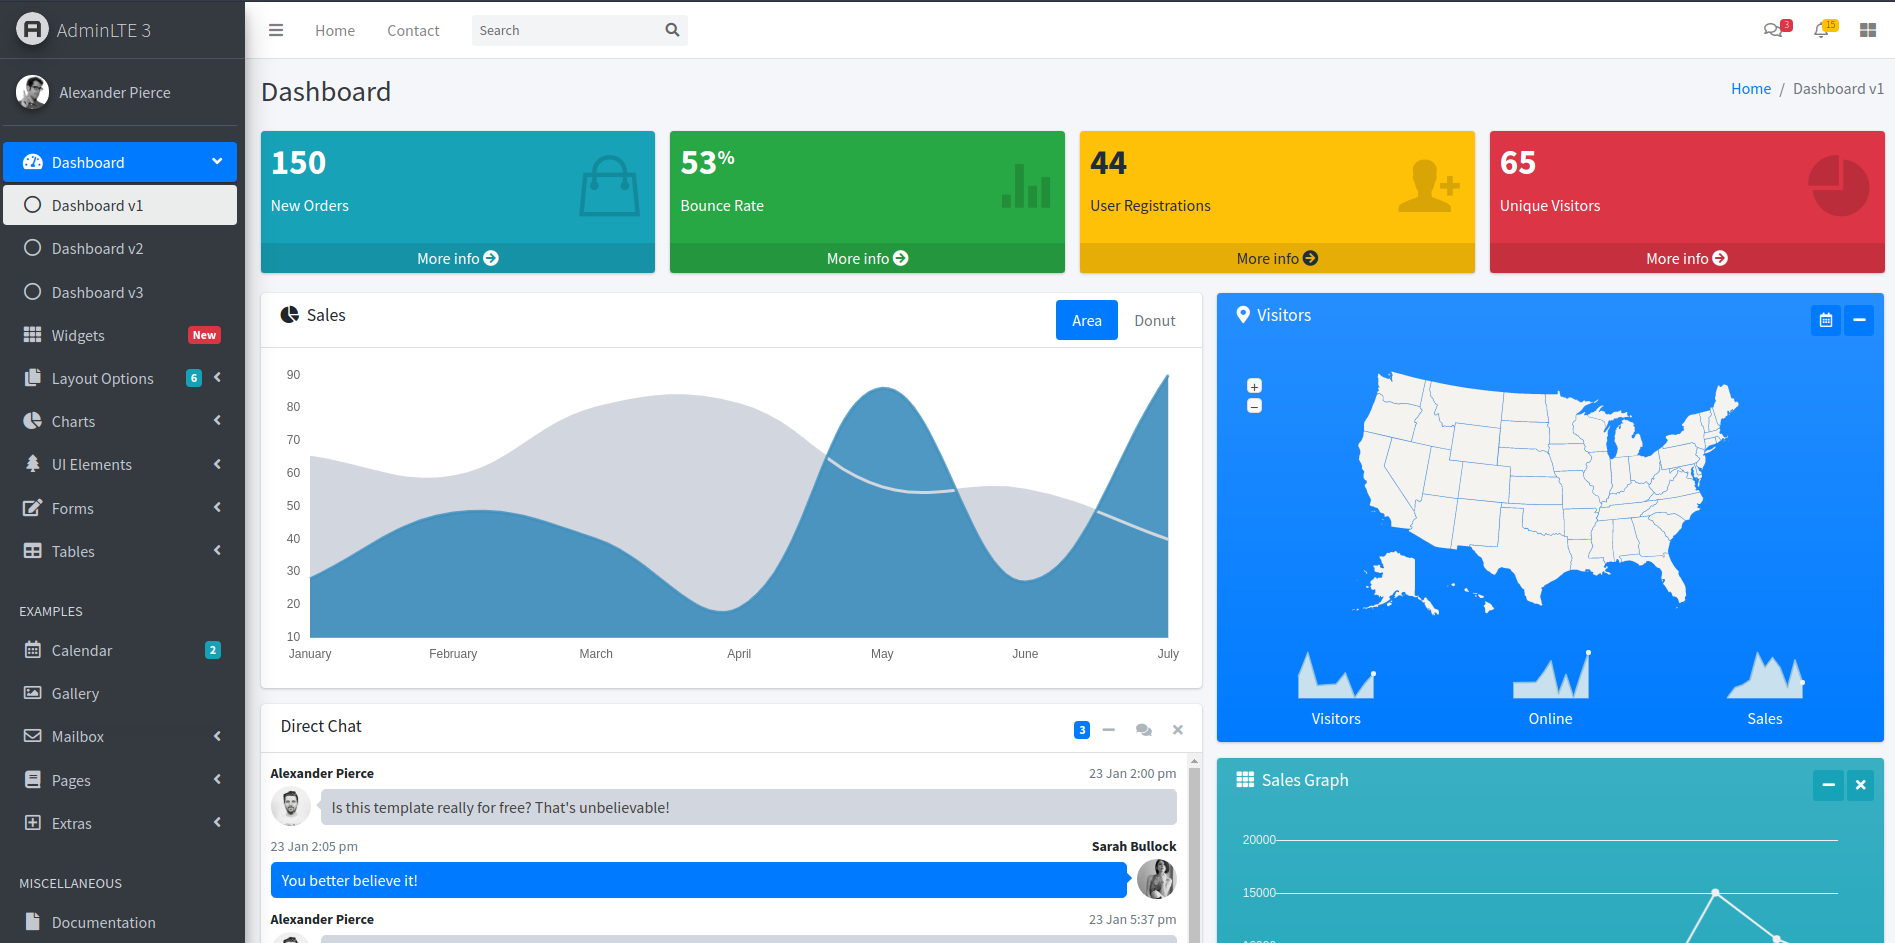 AdminLTE 3
Alexander Pierce
Dashboard
Dashboard v1
Dashboard v2
Dashboard v3
Widgets New
Layout Options 6
Charts
UI Elements
Forms
Tables
EXAMPLES
Calendar 2
Gallery
Mailbox
Pages
Extras
MISCELLANEOUS
Documentation
Home Contact Search 3 15
Dashboard
Home / Dashboard v1
150
New Orders
More info
53%
Bounce Rate
More info
44
User Registrations
More info
65
Unique Visitors
More info
Sales
Area Donut
90
80
70
60
50
40
30
20
10
January February March April May June July
Direct Chat 3
Alexander Pierce 23 Jan 2:00 pm
Is this template really for free? That's unbelievable!
23 Jan 2:05 pm Sarah Bullock
You better believe it!
Alexander Pierce 23 Jan 5:37 pm
Visitors
+
−
Visitors Online Sales
Sales Graph
20000
15000